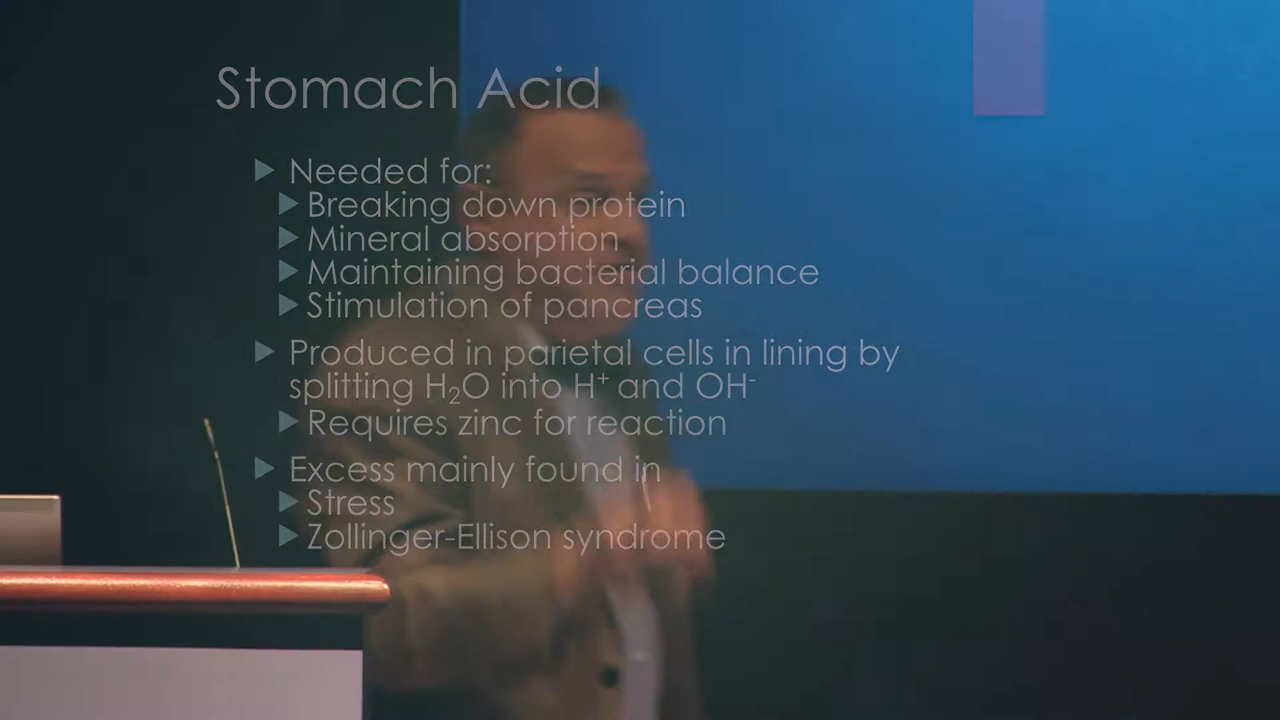 Stomach Acid
Needed for:
Breaking down protein
Mineral absorption
Maintaining bacterial balance
Stimulation of pancreas
Produced in parietal cells in lining by
splitting H₂O into H⁺ and OH⁻
Requires zinc for reaction
Excess mainly found in
Stress
Zollinger-Ellison syndrome